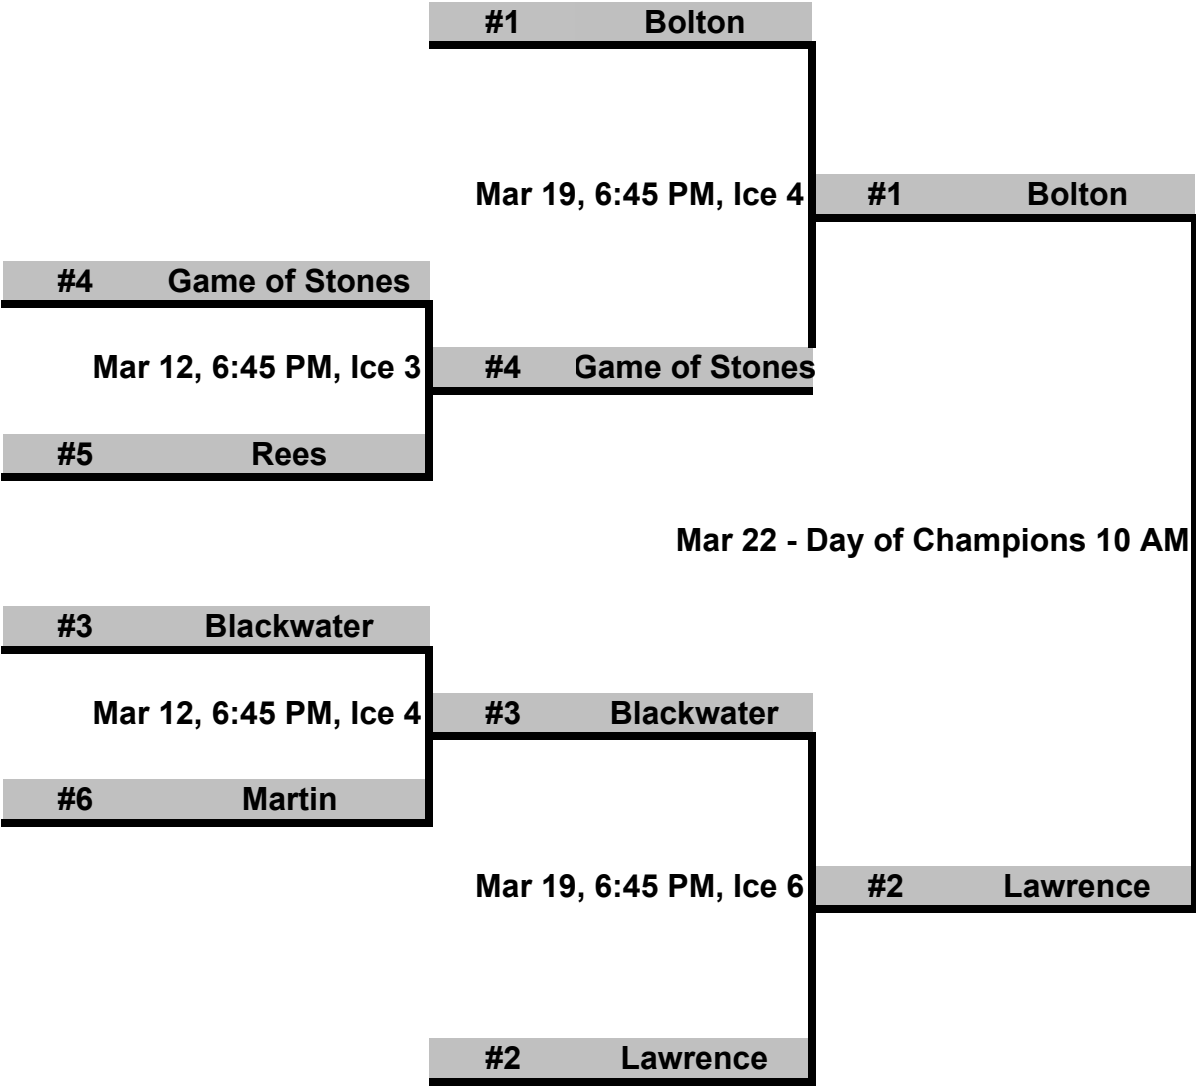 #1 Bolton
Mar 19, 6:45 PM, Ice 4
#1 Bolton
#4 Game of Stones
Mar 12, 6:45 PM, Ice 3
#4 Game of Stones
#5 Rees
Mar 22 - Day of Champions 10 AM
#3 Blackwater
Mar 12, 6:45 PM, Ice 4
#3 Blackwater
#6 Martin
Mar 19, 6:45 PM, Ice 6
#2 Lawrence
#2 Lawrence